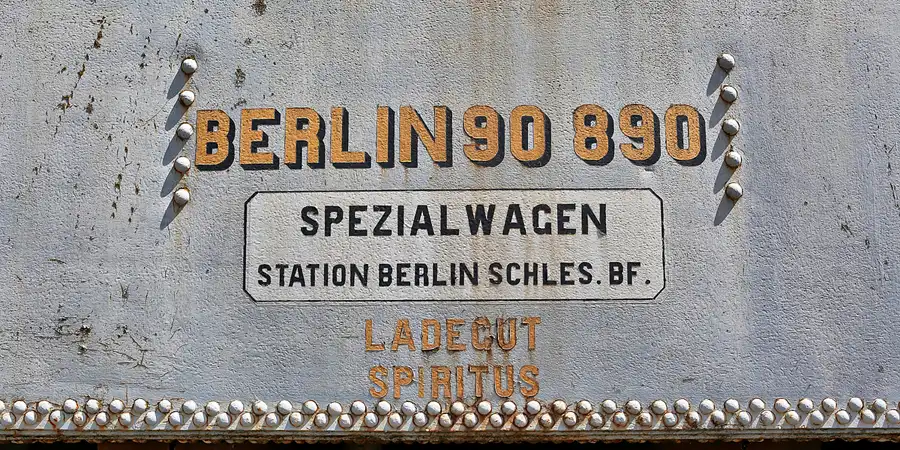 BERLIN 90 890
SPEZIALWAGEN
STATION BERLIN SCHLES. BF.
LADEGUT
SPIRITUS